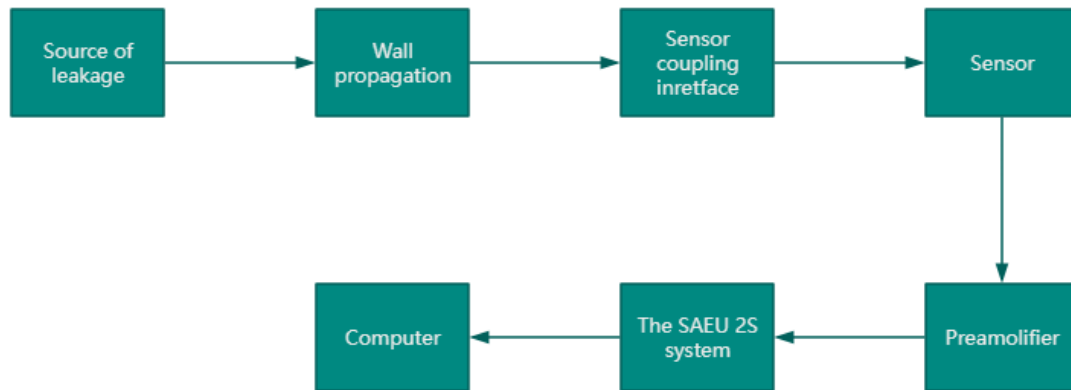 Source of
leakage
Wall
propagation
Sensor
coupling
inretface
Sensor
Computer
The SAEU 2S
system
Preamolifier